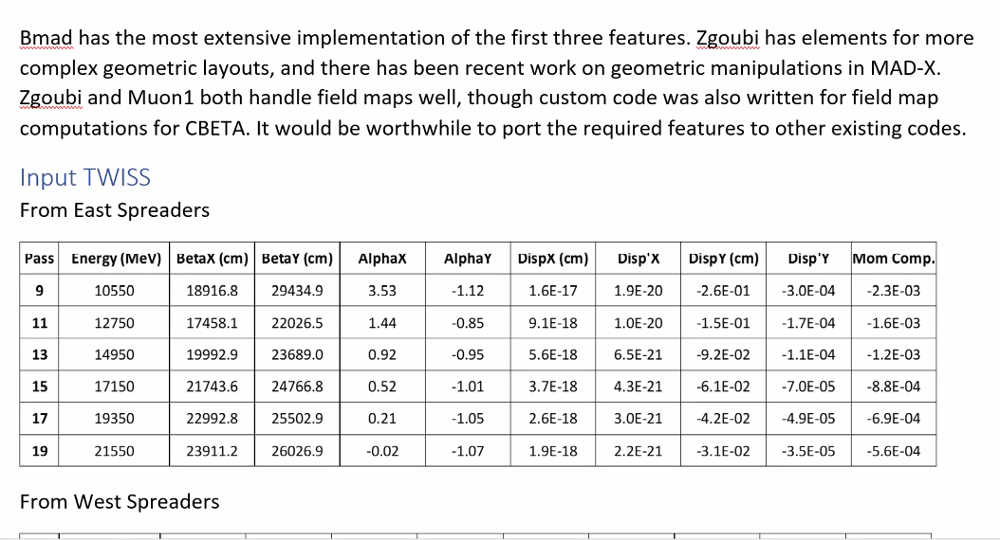 Bmad has the most extensive implementation of the first three features. Zgoubi has elements for more
complex geometric layouts, and there has been recent work on geometric manipulations in MAD-X.
Zgoubi and Muon1 both handle field maps well, though custom code was also written for field map
computations for CBETA. It would be worthwhile to port the required features to other existing codes.
Input TWISS
From East Spreaders
Pass Energy (MeV) BetaX (cm) BetaY (cm) AlphaX AlphaY DispX (cm) Disp'X DispY (cm) Disp'Y Mom Comp.
9 10550 18916.8 29434.9 3.53 -1.12 1.6E-17 1.9E-20 -2.6E-01 -3.0E-04 -2.3E-03
11 12750 17458.1 22026.5 1.44 -0.85 9.1E-18 1.0E-20 -1.5E-01 -1.7E-04 -1.6E-03
13 14950 19992.9 23689.0 0.92 -0.95 5.6E-18 6.5E-21 -9.2E-02 -1.1E-04 -1.2E-03
15 17150 21743.6 24766.8 0.52 -1.01 3.7E-18 4.3E-21 -6.1E-02 -7.0E-05 -8.8E-04
17 19350 22992.8 25502.9 0.21 -1.05 2.6E-18 3.0E-21 -4.2E-02 -4.9E-05 -6.9E-04
19 21550 23911.2 26026.9 -0.02 -1.07 1.9E-18 2.2E-21 -3.1E-02 -3.5E-05 -5.6E-04
From West Spreaders